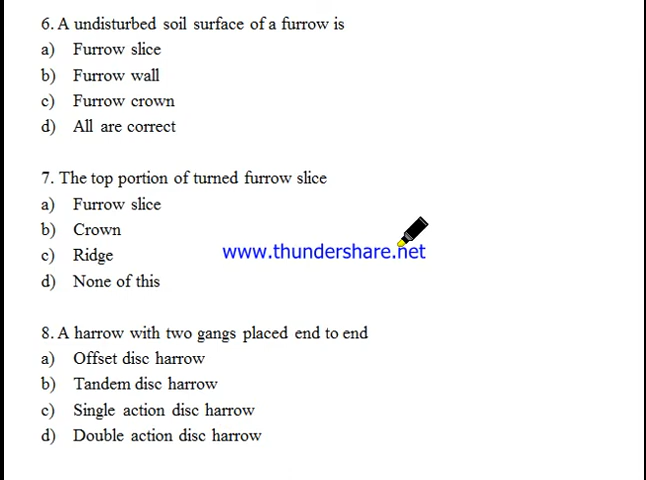 6. A undisturbed soil surface of a furrow is
a) Furrow slice
b) Furrow wall
c) Furrow crown
d) All are correct
7. The top portion of turned furrow slice
a) Furrow slice
b) Crown
c) Ridge
d) None of this
www.thundershare.net
8. A harrow with two gangs placed end to end
a) Offset disc harrow
b) Tandem disc harrow
c) Single action disc harrow
d) Double action disc harrow